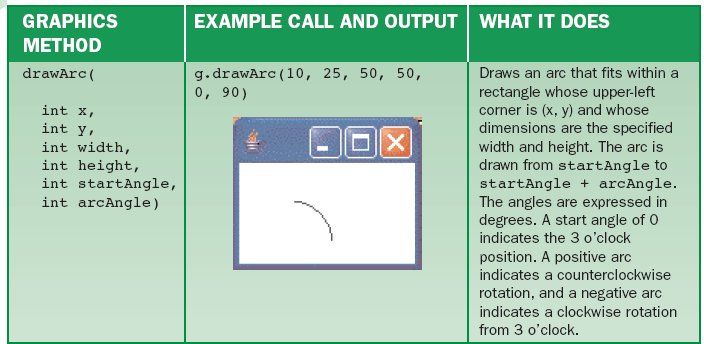 GRAPHICS
METHOD
EXAMPLE CALL AND OUTPUT
WHAT IT DOES
drawArc(
int x,
int y,
int width,
int height,
int startAngle,
int arcAngle)
g.drawArc(10, 25, 50, 50,
0, 90)
Draws an arc that fits within a
rectangle whose upper-left
corner is (x, y) and whose
dimensions are the specified
width and height. The arc is
drawn from startAngle to
startAngle + arcAngle.
The angles are expressed in
degrees. A start angle of 0
indicates the 3 o’clock
position. A positive arc
indicates a counterclockwise
rotation, and a negative arc
indicates a clockwise rotation
from 3 o’clock.